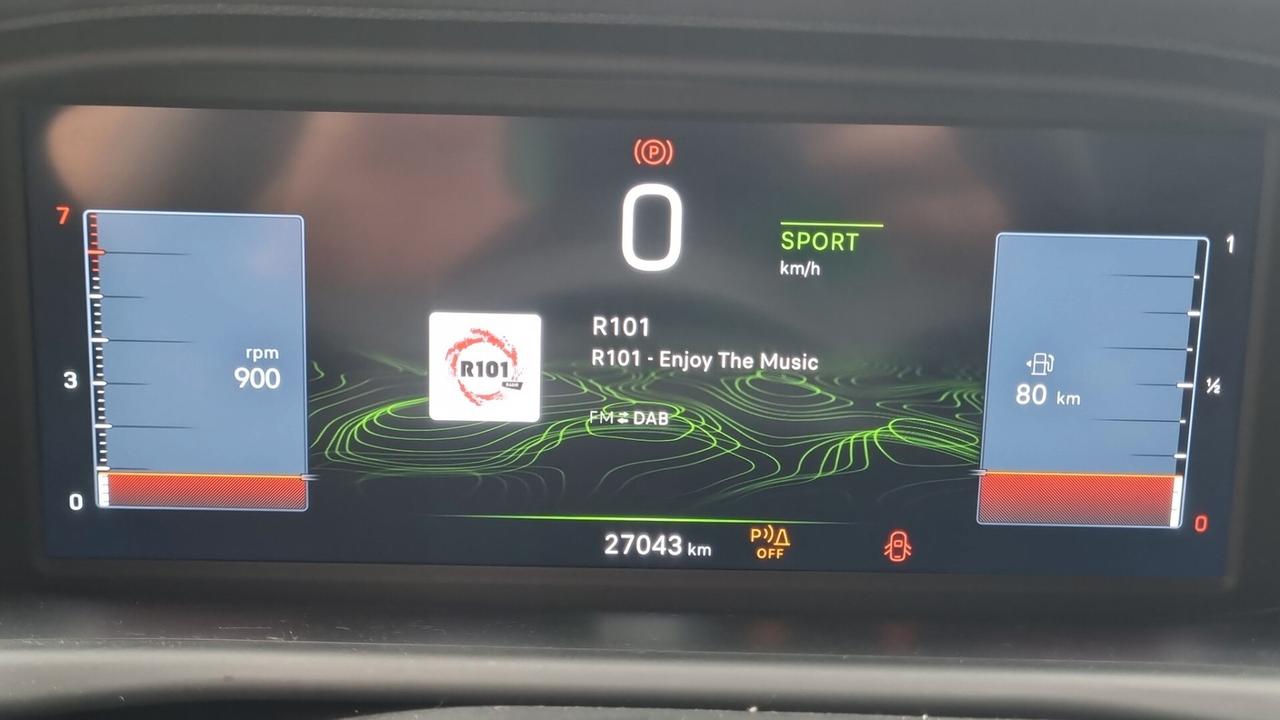 (P)
0
SPORT
km/h
7
3
0
rpm
900
R101
RADIO
R101
R101 - Enjoy The Music
FM ⇄ DAB
1
½
0
80 km
27043 km
P
OFF